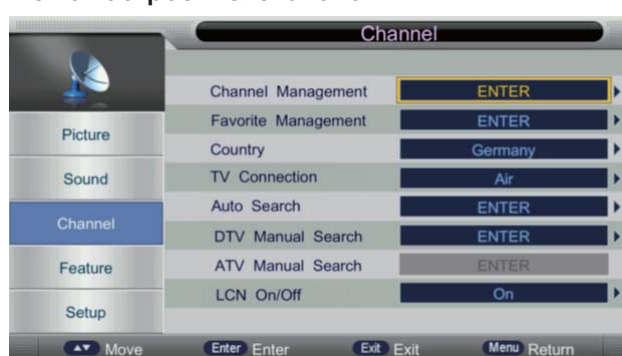 Channel
Picture
Sound
Channel
Feature
Setup
Channel Management ENTER
Favorite Management ENTER
Country Germany
TV Connection Air
Auto Search ENTER
DTV Manual Search ENTER
ATV Manual Search ENTER
LCN On/Off On
Move Enter Enter Exit Exit Menu Return